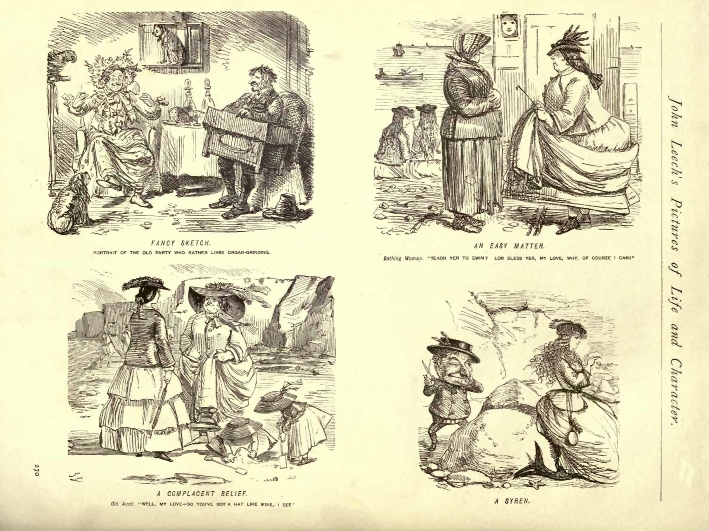 John Leech's Pictures of Life and Character.
FANCY SKETCH.
PORTRAIT OF THE OLD PARTY WHO RATHER LIKES ORGAN-GRINDING.
AN EASY MATTER.
Bathing Woman. "TEACH YER TO SWIM? LOR BLESS YER, MY LOVE, WHY, OF COURSE I CAN!"
A COMPLACENT BELIEF.
Old Aunt. "WELL, MY LOVE—SO YOU'VE GOT A HAT LIKE MINE, I SEE!"
A SYREN.